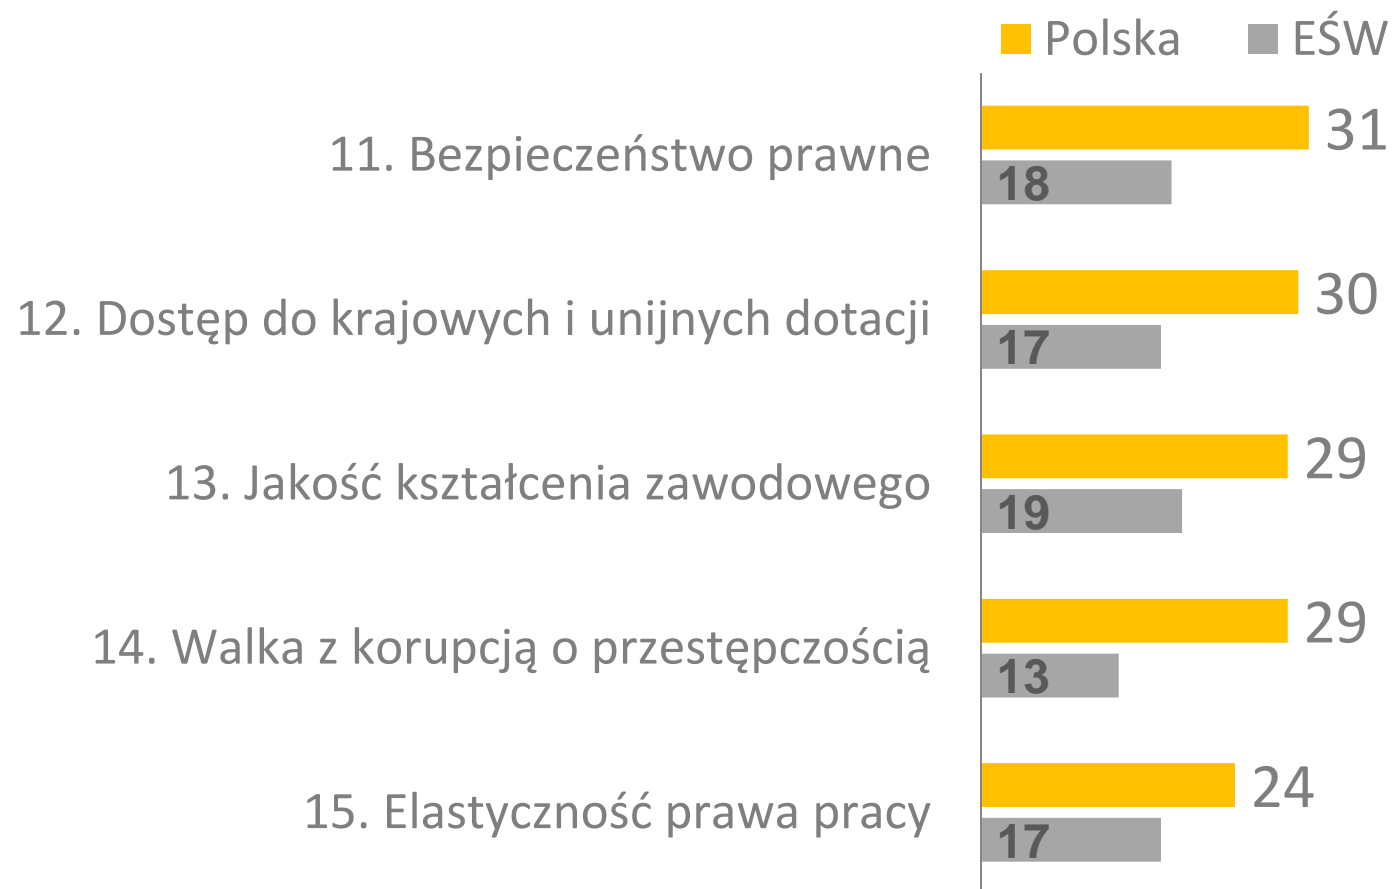 Polska EŚW
11. Bezpieczeństwo prawne 31
18
12. Dostęp do krajowych i unijnych dotacji 30
17
13. Jakość kształcenia zawodowego 29
19
14. Walka z korupcją o przestępczością 29
13
15. Elastyczność prawa pracy 24
17